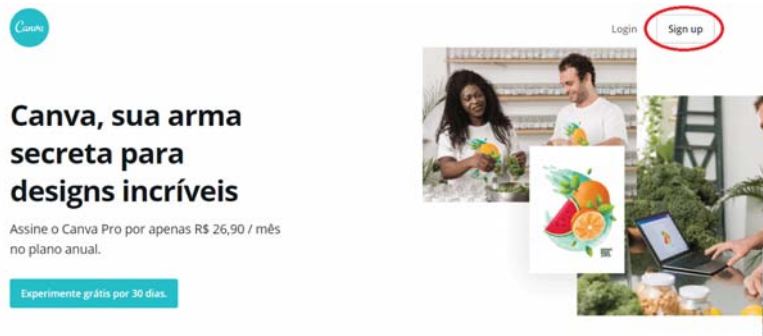 Canva
Login
Sign up
Canva, sua arma
secreta para
designs incríveis
Assine o Canva Pro por apenas R$ 26,90 / mês
no plano anual.
Experimente grátis por 30 dias.